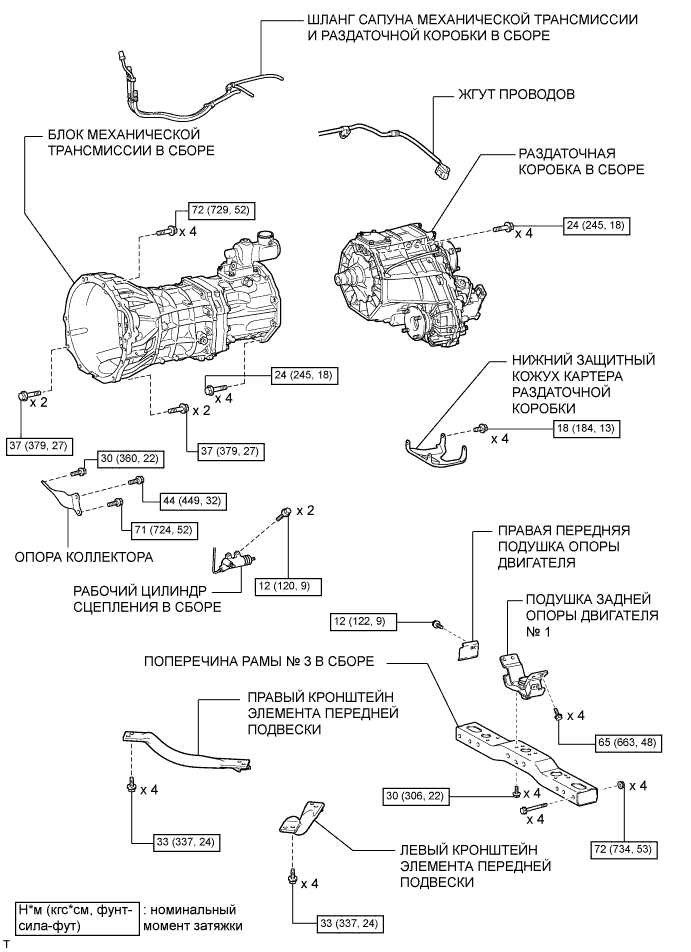 ШЛАНГ САПУНА МЕХАНИЧЕСКОЙ ТРАНСМИССИИ
И РАЗДАТОЧНОЙ КОРОБКИ В СБОРЕ
ЖГУТ ПРОВОДОВ
БЛОК МЕХАНИЧЕСКОЙ
ТРАНСМИССИИ В СБОРЕ
РАЗДАТОЧНАЯ
КОРОБКА В СБОРЕ
72 (729, 52)
x 4
24 (245, 18)
x 4
НИЖНИЙ ЗАЩИТНЫЙ
КОЖУХ КАРТЕРА
РАЗДАТОЧНОЙ
КОРОБКИ
24 (245, 18)
x 4
x 2
x 2
18 (184, 13)
x 4
37 (379, 27)
37 (379, 27)
30 (360, 22)
44 (449, 32)
71 (724, 52)
ОПОРА КОЛЛЕКТОРА
x 2
12 (120, 9)
РАБОЧИЙ ЦИЛИНДР
СЦЕПЛЕНИЯ В СБОРЕ
ПРАВАЯ ПЕРЕДНЯЯ
ПОДУШКА ОПОРЫ
ДВИГАТЕЛЯ
12 (122, 9)
ПОДУШКА ЗАДНЕЙ
ОПОРЫ ДВИГАТЕЛЯ
№ 1
ПОПЕРЕЧИНА РАМЫ № 3 В СБОРЕ
ПРАВЫЙ КРОНШТЕЙН
ЭЛЕМЕНТА ПЕРЕДНЕЙ
ПОДВЕСКИ
x 4
65 (663, 48)
x 4
30 (306, 22)
x 4
x 4
x 4
33 (337, 24)
72 (734, 53)
ЛЕВЫЙ КРОНШТЕЙН
ЭЛЕМЕНТА ПЕРЕДНЕЙ
ПОДВЕСКИ
x 4
33 (337, 24)
Н*м (кгс*см, фунт-
сила-фут)
: номинальный
момент затяжки
T